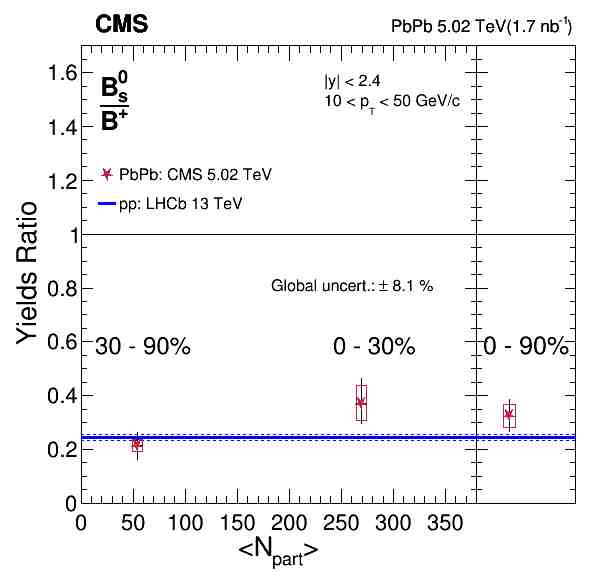 CMS
PbPb 5.02 TeV(1.7 nb⁻¹)
B⁰ₛ
B⁺
|y| < 2.4
10 < p_T < 50 GeV/c
PbPb: CMS 5.02 TeV
pp: LHCb 13 TeV
Global uncert.: ± 8.1 %
30 - 90%
0 - 30%
0 - 90%
Yields Ratio
1.6
1.4
1.2
1
0.8
0.6
0.4
0.2
0
0 50 100 150 200 250 300 350
<N_part>